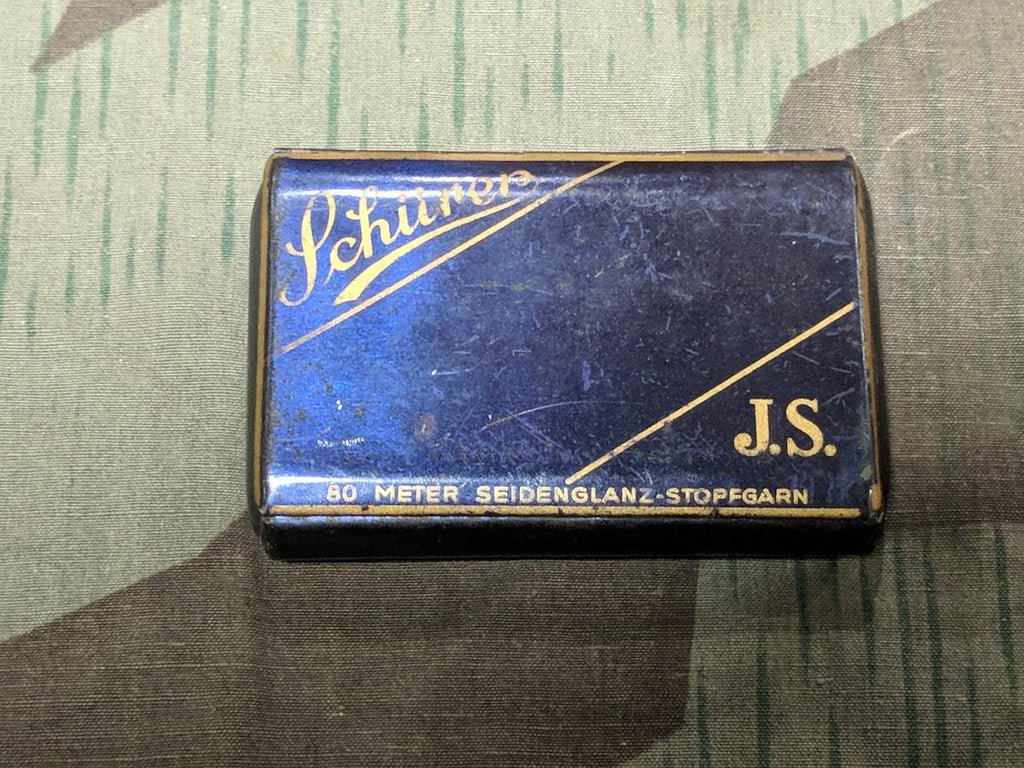 Schürer
J.S.
80 METER SEIDENGLANZ-STOPFGARN